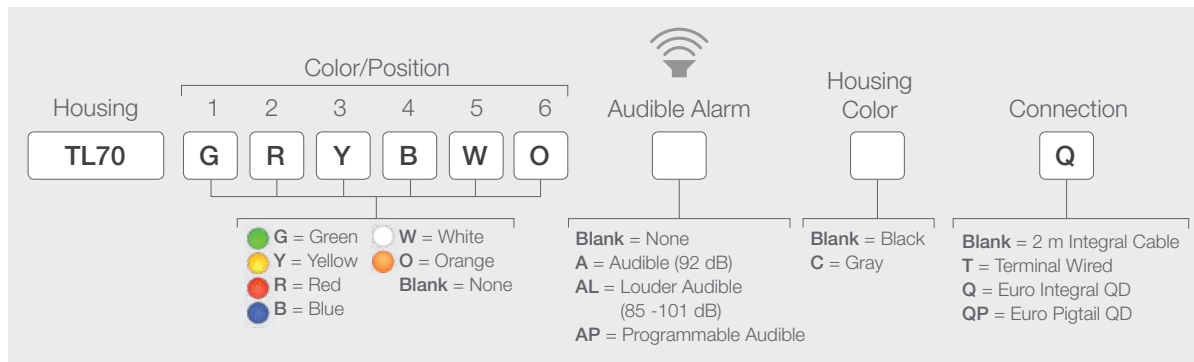 Color/Position
Housing 1 2 3 4 5 6 Audible Alarm Housing Color Connection
TL70 G R Y B W O Q
G = Green
Y = Yellow
R = Red
B = Blue
W = White
O = Orange
Blank = None
Blank = None
A = Audible (92 dB)
AL = Louder Audible
(85 -101 dB)
AP = Programmable Audible
Blank = Black
C = Gray
Blank = 2 m Integral Cable
T = Terminal Wired
Q = Euro Integral QD
QP = Euro Pigtail QD